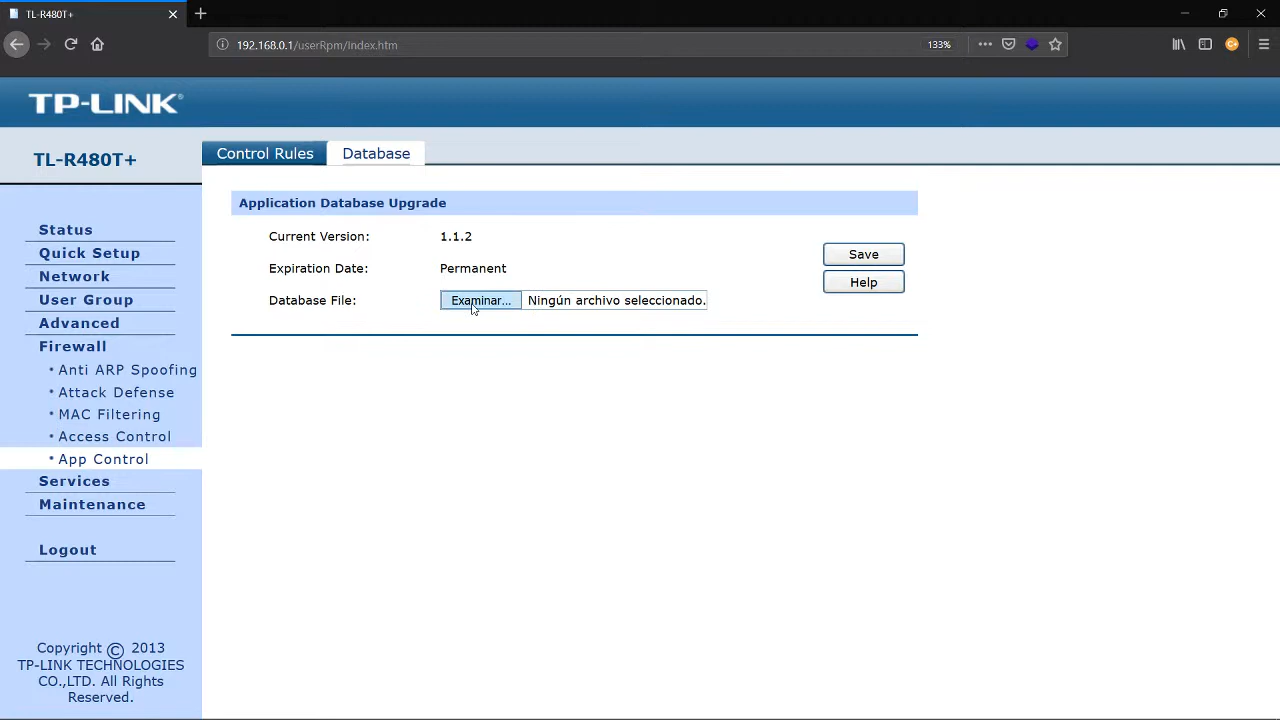 TL-R480T+
192.168.0.1/userRpm/Index.htm
133%
TP-LINK®
TL-R480T+
Control Rules
Database
Application Database Upgrade
Current Version: 1.1.2
Expiration Date: Permanent
Database File: Examinar... Ningún archivo seleccionado.
Save
Help
Status
Quick Setup
Network
User Group
Advanced
Firewall
• Anti ARP Spoofing
• Attack Defense
• MAC Filtering
• Access Control
• App Control
Services
Maintenance
Logout
Copyright © 2013
TP-LINK TECHNOLOGIES
CO.,LTD. All Rights
Reserved.